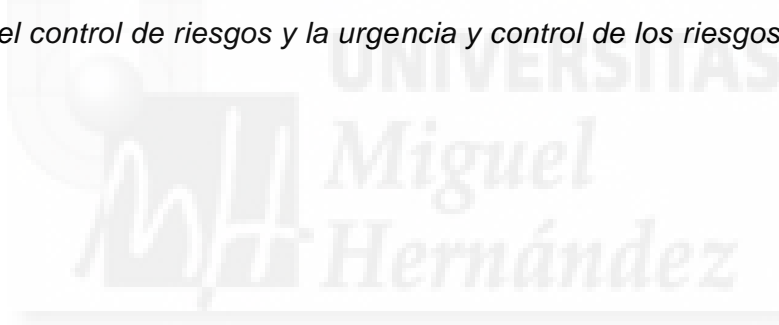 el control de riesgos y la urgencia y control de los riesgos
UNIVERSITAS
Miguel
Hernández